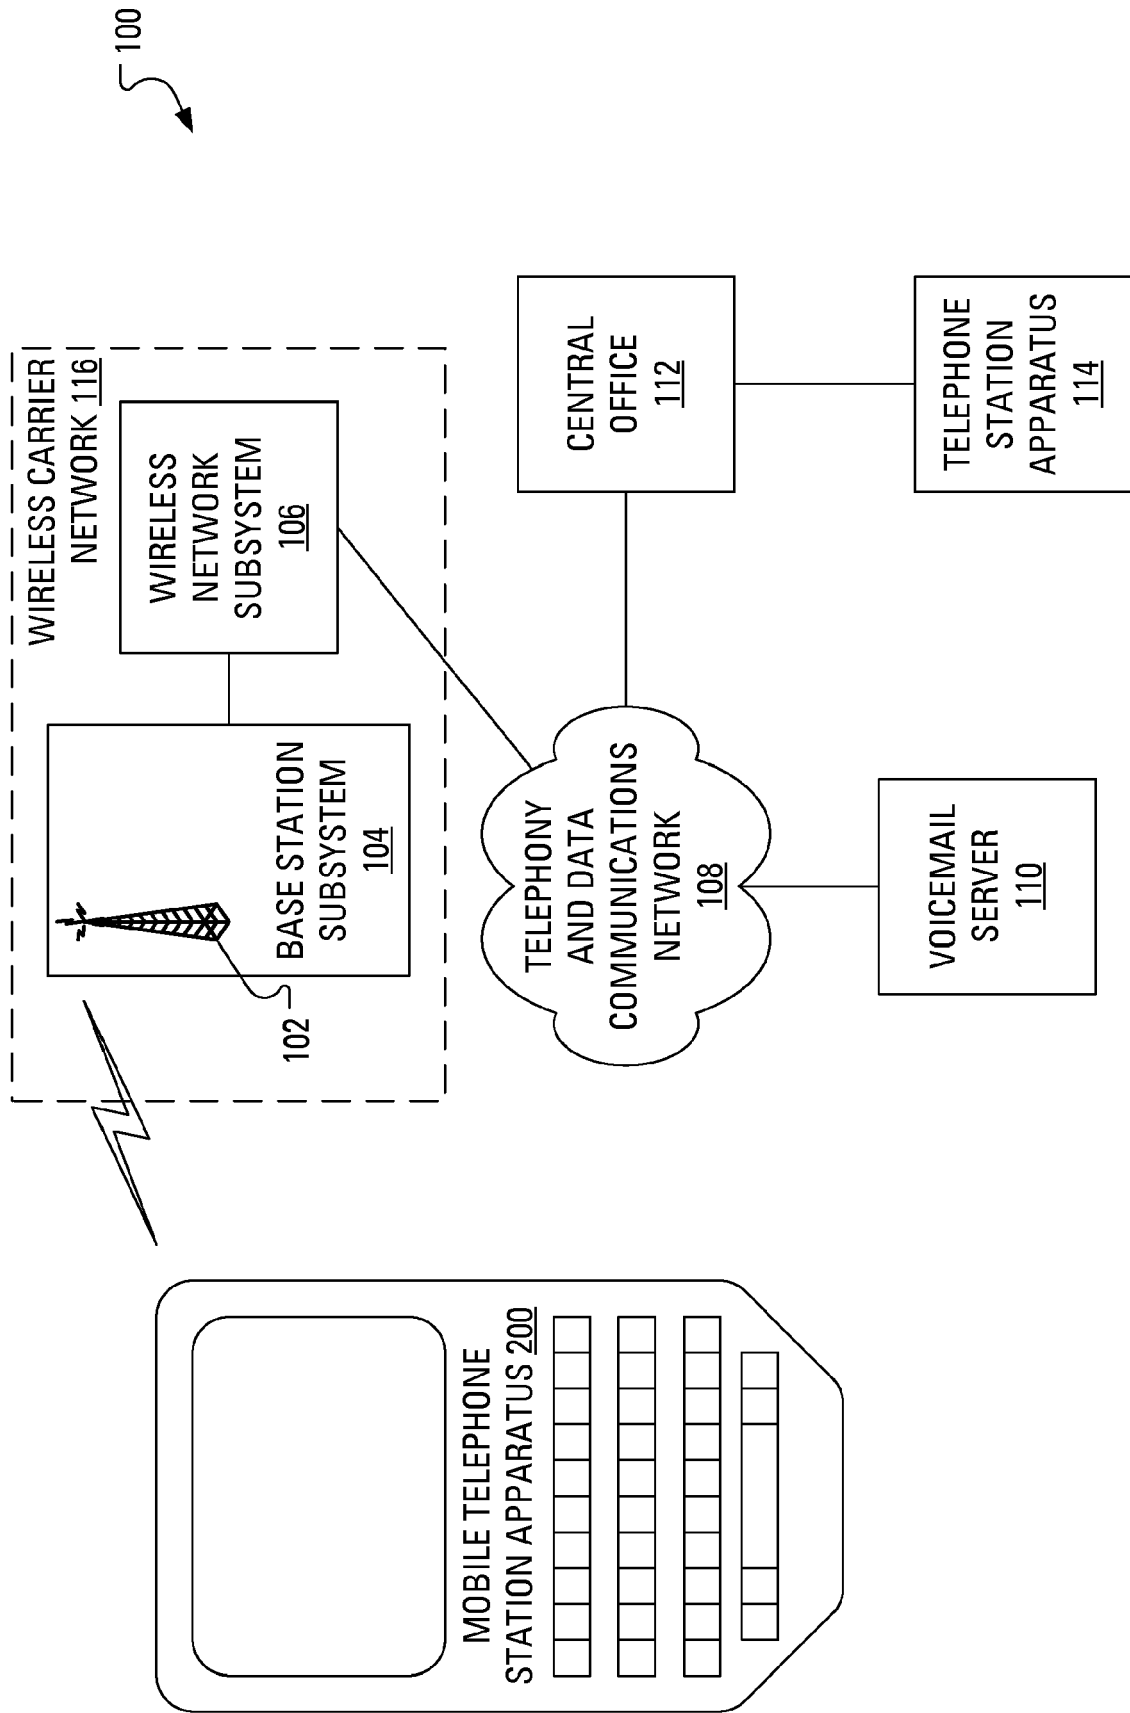 100
WIRELESS CARRIER
NETWORK 116
WIRELESS
NETWORK
SUBSYSTEM
106
BASE STATION
SUBSYSTEM
104
102
MOBILE TELEPHONE
STATION APPARATUS 200
TELEPHONY
AND DATA
COMMUNICATIONS
NETWORK
108
CENTRAL
OFFICE
112
VOICEMAIL
SERVER
110
TELEPHONE
STATION
APPARATUS
114